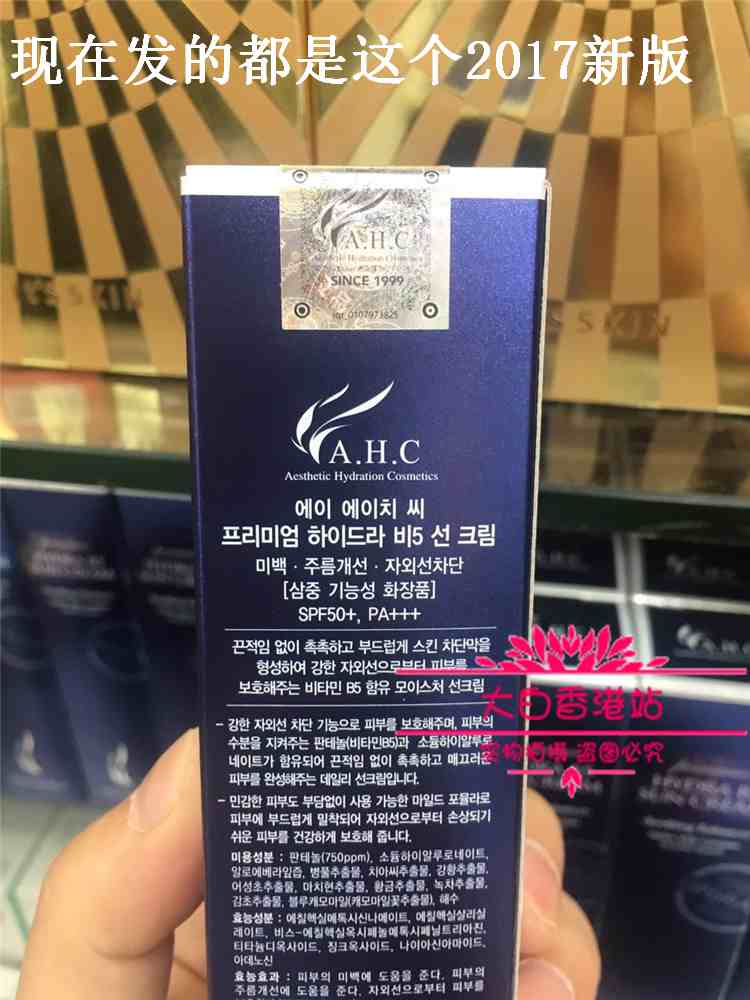 现在发的都是这个2017新版
A.H.C
SINCE 1999
A.H.C
Aesthetic Hydration Cosmetics
에이 에이치 씨
프리미엄 하이드라 비5 선 크림
미백 · 주름개선 · 자외선차단
[삼중 기능성 화장품]
SPF50+, PA+++
끈적임 없이 촉촉하고 부드럽게 스킨 차단막을
형성하여 강한 자외선으로부터 피부를
보호해주는 비타민 B5 함유 모이스처 선크림
大白香港站
实物拍摄 盗图必究
- 강한 자외선 차단 기능으로 피부를 보호해주며, 피부의
수분을 지켜주는 판테놀(비타민B5)과 소듐하이알루로
네이트가 함유되어 끈적임 없이 촉촉하고 매끄러운
피부를 완성해주는 데일리 선크림입니다.
- 민감한 피부도 부담없이 사용 가능한 마일드 포뮬라로
피부에 부드럽게 밀착되어 자외선으로부터 손상되기
쉬운 피부를 건강하게 보호해 줍니다.
미용성분 : 판테놀(750ppm), 소듐하이알루로네이트,
알로에베라잎즙, 병풀추출물, 치아씨추출물, 강황추출물,
어성초추출물, 마치현추출물, 황금추출물, 녹차추출물,
감초추출물, 블루캐모마일(캐모마일꽃추출물), 해수
효능성분 : 에칠헥실메톡시신나메이트, 에칠헥실살리실
레이트, 비스-에칠헥실옥시페놀메톡시페닐트리아진,
티타늄디옥사이드, 징크옥사이드, 나이아신아마이드,
아데노신
효능효과 : 피부의 미백에 도움을 준다. 피부의
주름개선에 도움을 준다. 자외선으로부터 피부